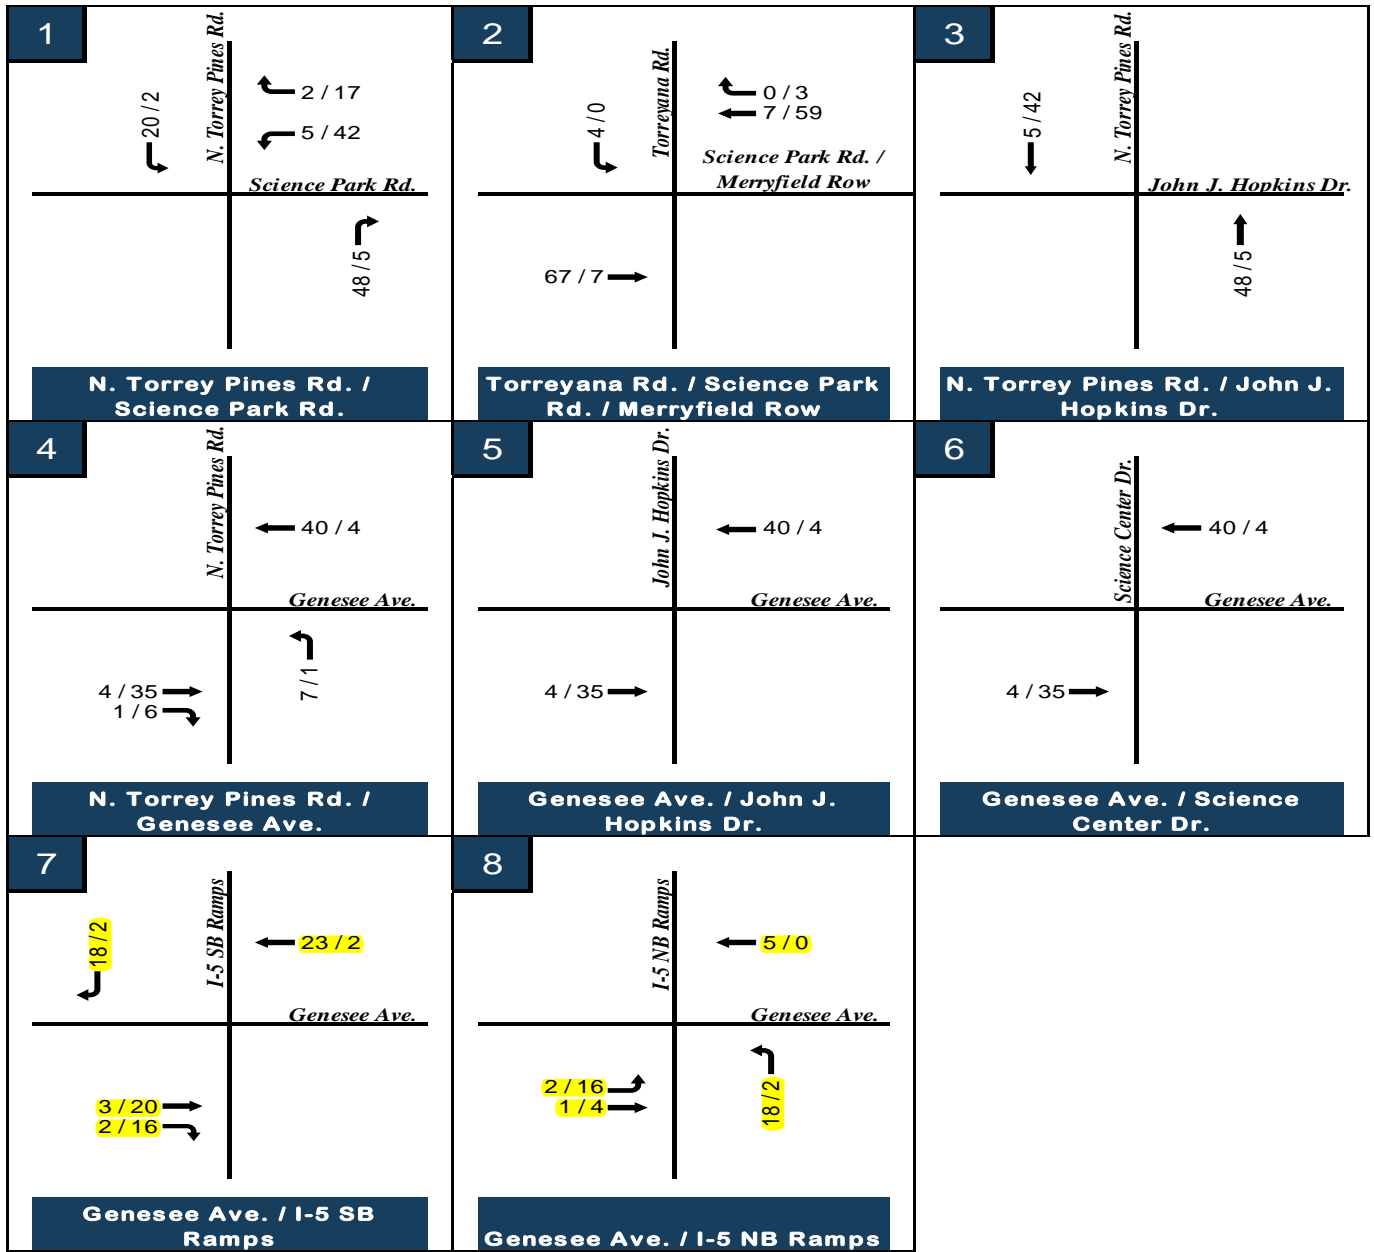 1
N. Torrey Pines Rd.
20 / 2
2 / 17
5 / 42
Science Park Rd.
48 / 5
N. Torrey Pines Rd. /
Science Park Rd.
2
Torreyana Rd.
4 / 0
0 / 3
7 / 59
Science Park Rd. /
Merryfield Row
67 / 7
Torreyana Rd. / Science Park
Rd. / Merryfield Row
3
N. Torrey Pines Rd.
5 / 42
John J. Hopkins Dr.
48 / 5
N. Torrey Pines Rd. / John J.
Hopkins Dr.
4
N. Torrey Pines Rd.
40 / 4
Genesee Ave.
4 / 35
1 / 6
7 / 1
N. Torrey Pines Rd. /
Genesee Ave.
5
John J. Hopkins Dr.
40 / 4
Genesee Ave.
4 / 35
Genesee Ave. / John J.
Hopkins Dr.
6
Science Center Dr.
40 / 4
Genesee Ave.
4 / 35
Genesee Ave. / Science
Center Dr.
7
I-5 SB Ramps
18 / 2
23 / 2
Genesee Ave.
3 / 20
2 / 16
Genesee Ave. / I-5 SB
Ramps
8
I-5 NB Ramps
5 / 0
Genesee Ave.
2 / 16
1 / 4
18 / 2
Genesee Ave. / I-5 NB Ramps